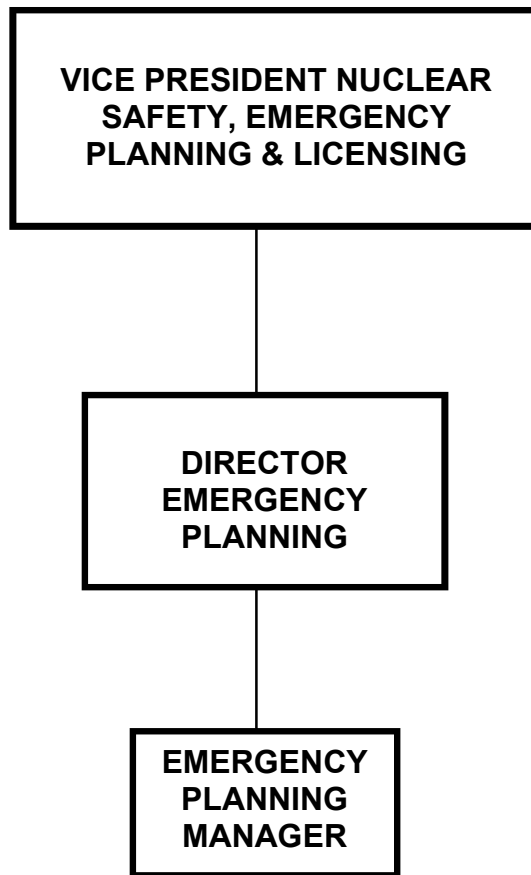 VICE PRESIDENT NUCLEAR
SAFETY, EMERGENCY
PLANNING & LICENSING
DIRECTOR
EMERGENCY
PLANNING
EMERGENCY
PLANNING
MANAGER